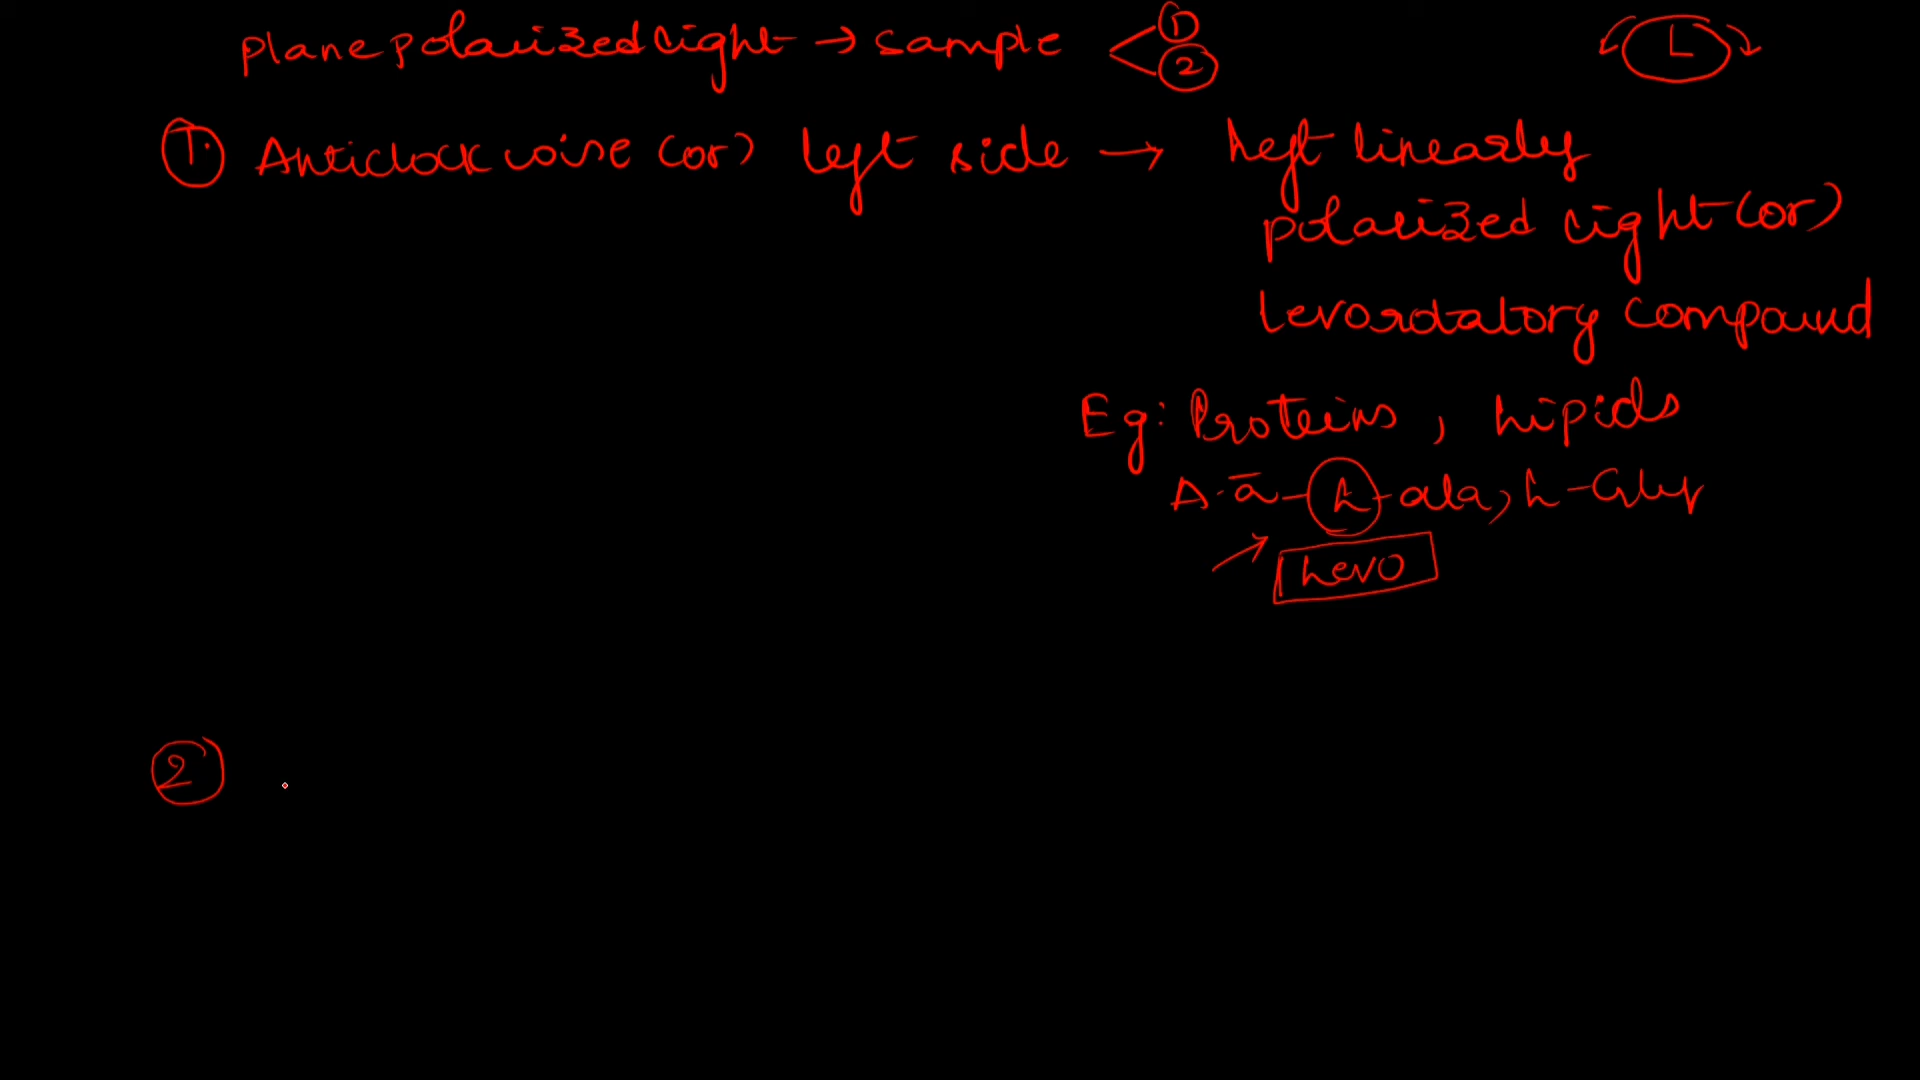 plane polarized light → sample < ① ②
L
① Anticlockwise (or) left side → Left linearly
polarized light (or)
levorotatory compound
Eg: Proteins, Lipids
A.a - L - ala, L - Gly
Levo
②